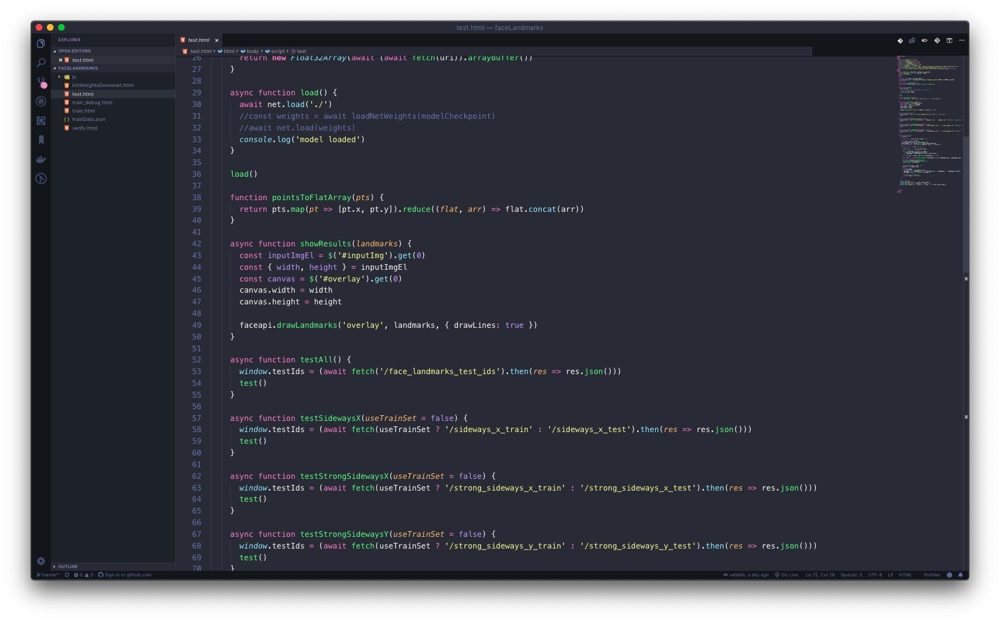 test.html — faceLandmarks
EXPLORER
OPEN EDITORS
test.html
FACELANDMARKS
js
initWeightsDensenet.html
test.html
train_debug.html
train.html
{ } trainData.json
verify.html
OUTLINE
test.html
test.html › html › body › script › test
26 return new Float32Array(await (await fetch(uri)).arrayBuffer())
27 }
28
29 async function load() {
30 await net.load('./')
31 //const weights = await loadNetWeights(modelCheckpoint)
32 //await net.load(weights)
33 console.log('model loaded')
34 }
35
36 load()
37
38 function pointsToFlatArray(pts) {
39 return pts.map(pt => [pt.x, pt.y]).reduce((flat, arr) => flat.concat(arr))
40 }
41
42 async function showResults(landmarks) {
43 const inputImgEl = $('#inputImg').get(0)
44 const { width, height } = inputImgEl
45 const canvas = $('#overlay').get(0)
46 canvas.width = width
47 canvas.height = height
48
49 faceapi.drawLandmarks('overlay', landmarks, { drawLines: true })
50 }
51
52 async function testAll() {
53 window.testIds = (await fetch('/face_landmarks_test_ids').then(res => res.json()))
54 test()
55 }
56
57 async function testSidewaysX(useTrainSet = false) {
58 window.testIds = (await fetch(useTrainSet ? '/sideways_x_train' : '/sideways_x_test').then(res => res.json()))
59 test()
60 }
61
62 async function testStrongSidewaysX(useTrainSet = false) {
63 window.testIds = (await fetch(useTrainSet ? '/strong_sideways_x_train' : '/strong_sideways_x_test').then(res => res.json()))
64 test()
65 }
66
67 async function testStrongSidewaysY(useTrainSet = false) {
68 window.testIds = (await fetch(useTrainSet ? '/strong_sideways_y_train' : '/strong_sideways_y_test').then(res => res.json()))
69 test()
70 }
master* 0 0 Sign in to github.com
vallabh, a day ago Go Live Ln 72, Col 28 Spaces: 2 UTF-8 LF HTML Prettier